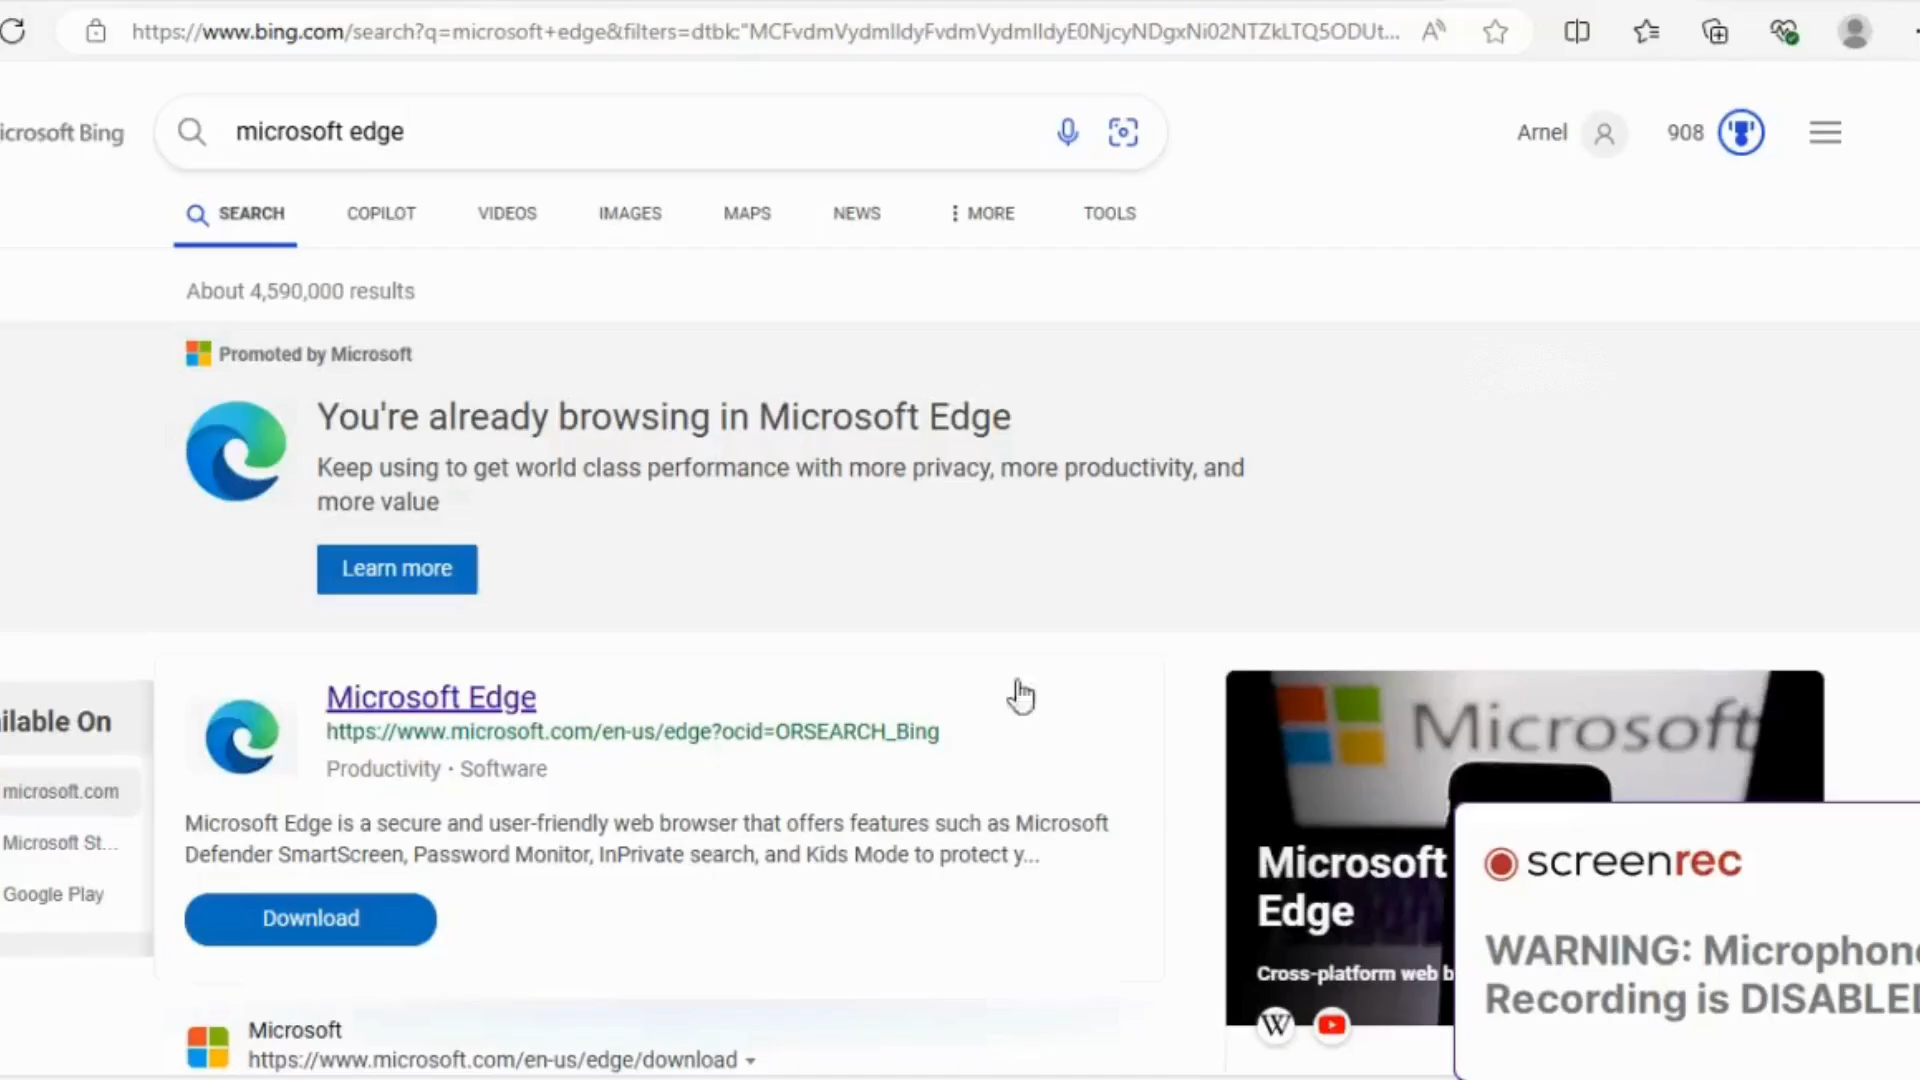 https://www.bing.com/search?q=microsoft+edge&filters=dtbk:"MCFvdmVydmlldyFvdmVydmlldyE0NjcyNDgxNi02NTZkLTQ5ODUt...
icrosoft Bing
microsoft edge
Arnel
908
SEARCH
COPILOT
VIDEOS
IMAGES
MAPS
NEWS
MORE
TOOLS
About 4,590,000 results
Promoted by Microsoft
You're already browsing in Microsoft Edge
Keep using to get world class performance with more privacy, more productivity, and
more value
Learn more
ilable On
microsoft.com
Microsoft St...
Google Play
Microsoft Edge
https://www.microsoft.com/en-us/edge?ocid=ORSEARCH_Bing
Productivity · Software
Microsoft Edge is a secure and user-friendly web browser that offers features such as Microsoft
Defender SmartScreen, Password Monitor, InPrivate search, and Kids Mode to protect y...
Download
Microsoft
https://www.microsoft.com/en-us/edge/download
Microsoft
Microsoft
Edge
Cross-platform web b
W
screenrec
WARNING: Microphon
Recording is DISABLED